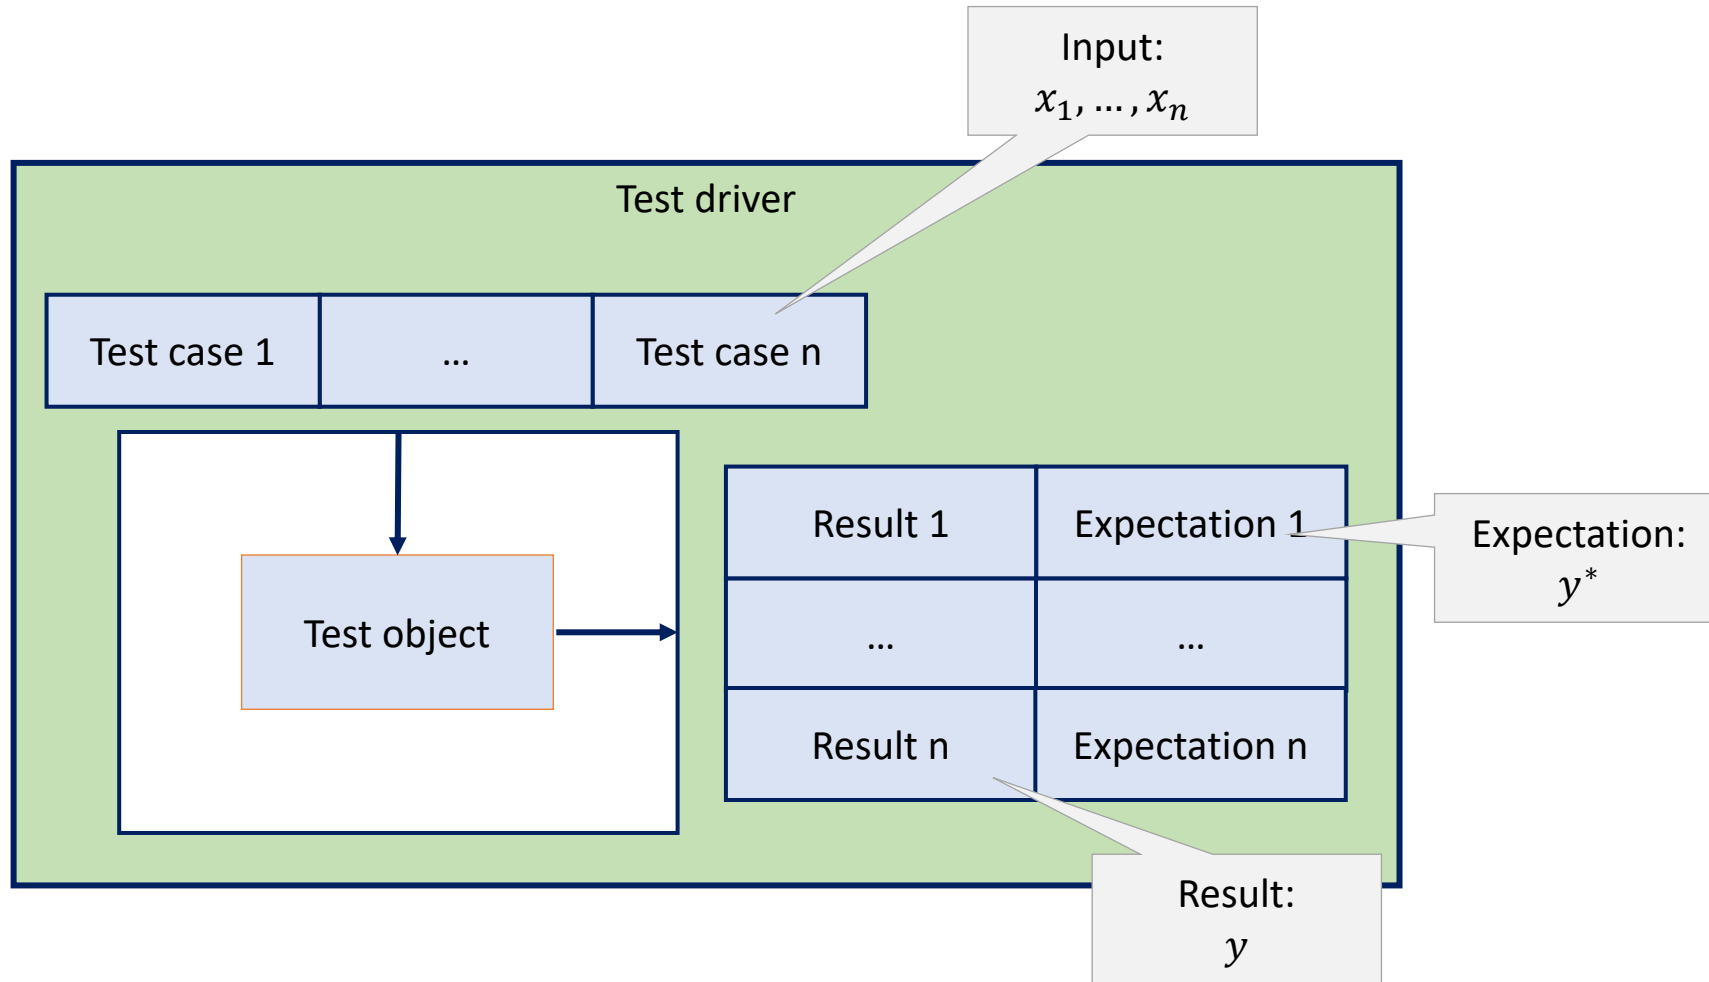 Input:
x₁, … , xₙ
Test driver
Test case 1
…
Test case n
Result 1
Expectation 1
Expectation:
y*
Test object
…
…
Result n
Expectation n
Result:
y